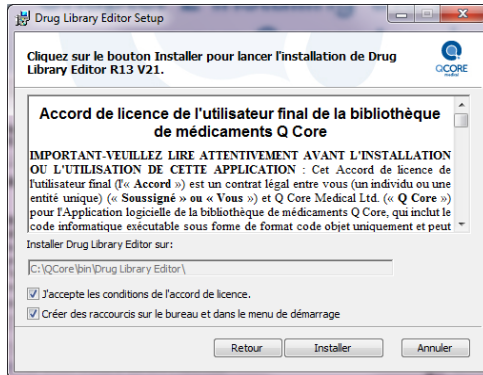 Drug Library Editor Setup
Cliquez sur le bouton Installer pour lancer l'installation de Drug
Library Editor R13 V21.
QCORE
medical
Accord de licence de l'utilisateur final de la bibliothèque
de médicaments Q Core
IMPORTANT-VEUILLEZ LIRE ATTENTIVEMENT AVANT L'INSTALLATION
OU L'UTILISATION DE CETTE APPLICATION : Cet Accord de licence de
l'utilisateur final (l'« Accord ») est un contrat légal entre vous (un individu ou une
entité unique) (« Soussigné » ou « Vous ») et Q Core Medical Ltd. (« Q Core »)
pour l'Application logicielle de la bibliothèque de médicaments Q Core, qui inclut le
code informatique exécutable sous forme de format code objet uniquement et peut
Installer Drug Library Editor sur:
C:\QCore\bin\Drug Library Editor\
J'accepte les conditions de l'accord de licence.
Créer des raccourcis sur le bureau et dans le menu de démarrage
Retour
Installer
Annuler